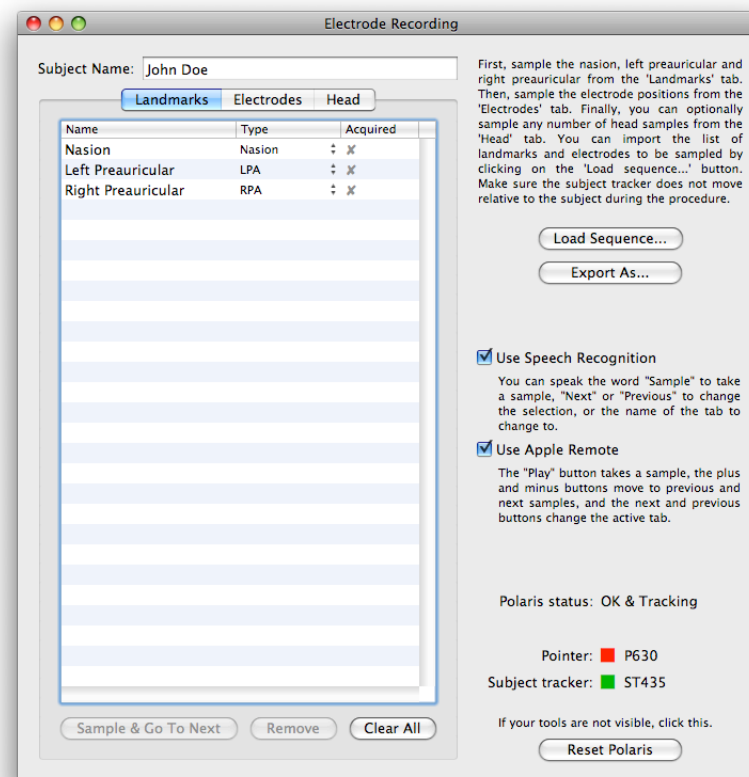 Electrode Recording
Subject Name: John Doe
Landmarks Electrodes Head
Name Type Acquired
Nasion Nasion ✘
Left Preauricular LPA ✘
Right Preauricular RPA ✘
Sample & Go To Next Remove Clear All
First, sample the nasion, left preauricular and
right preauricular from the 'Landmarks' tab.
Then, sample the electrode positions from the
'Electrodes' tab. Finally, you can optionally
sample any number of head samples from the
'Head' tab. You can import the list of
landmarks and electrodes to be sampled by
clicking on the 'Load sequence...' button.
Make sure the subject tracker does not move
relative to the subject during the procedure.
Load Sequence...
Export As...
Use Speech Recognition
You can speak the word "Sample" to take
a sample, "Next" or "Previous" to change
the selection, or the name of the tab to
change to.
Use Apple Remote
The "Play" button takes a sample, the plus
and minus buttons move to previous and
next samples, and the next and previous
buttons change the active tab.
Polaris status: OK & Tracking
Pointer: P630
Subject tracker: ST435
If your tools are not visible, click this.
Reset Polaris